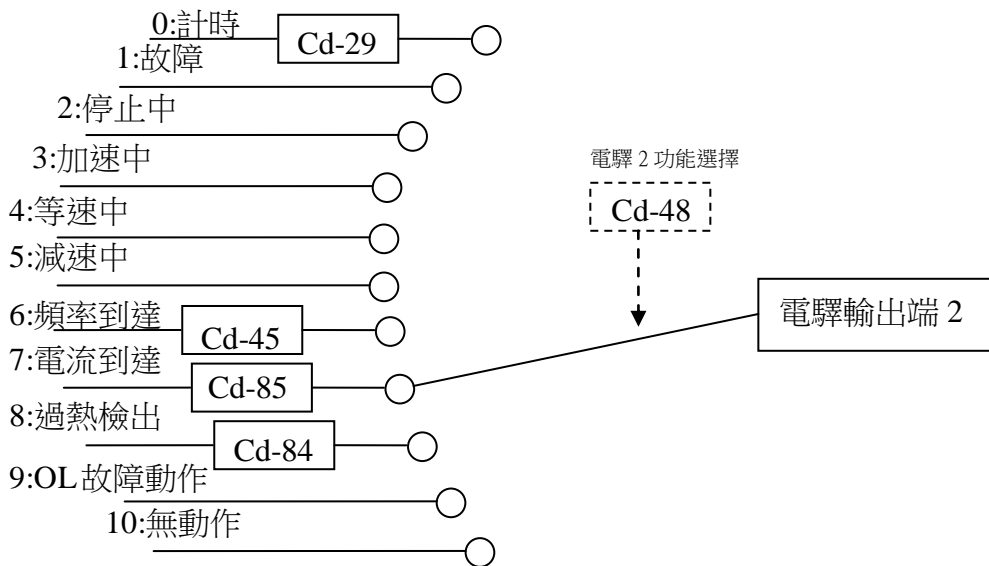 0:計時
Cd-29
1:故障
2:停止中
3:加速中
電驛 2 功能選擇
4:等速中
Cd-48
5:減速中
6:頻率到達
Cd-45
電驛輸出端 2
7:電流到達
Cd-85
8:過熱檢出
Cd-84
9:OL 故障動作
10:無動作